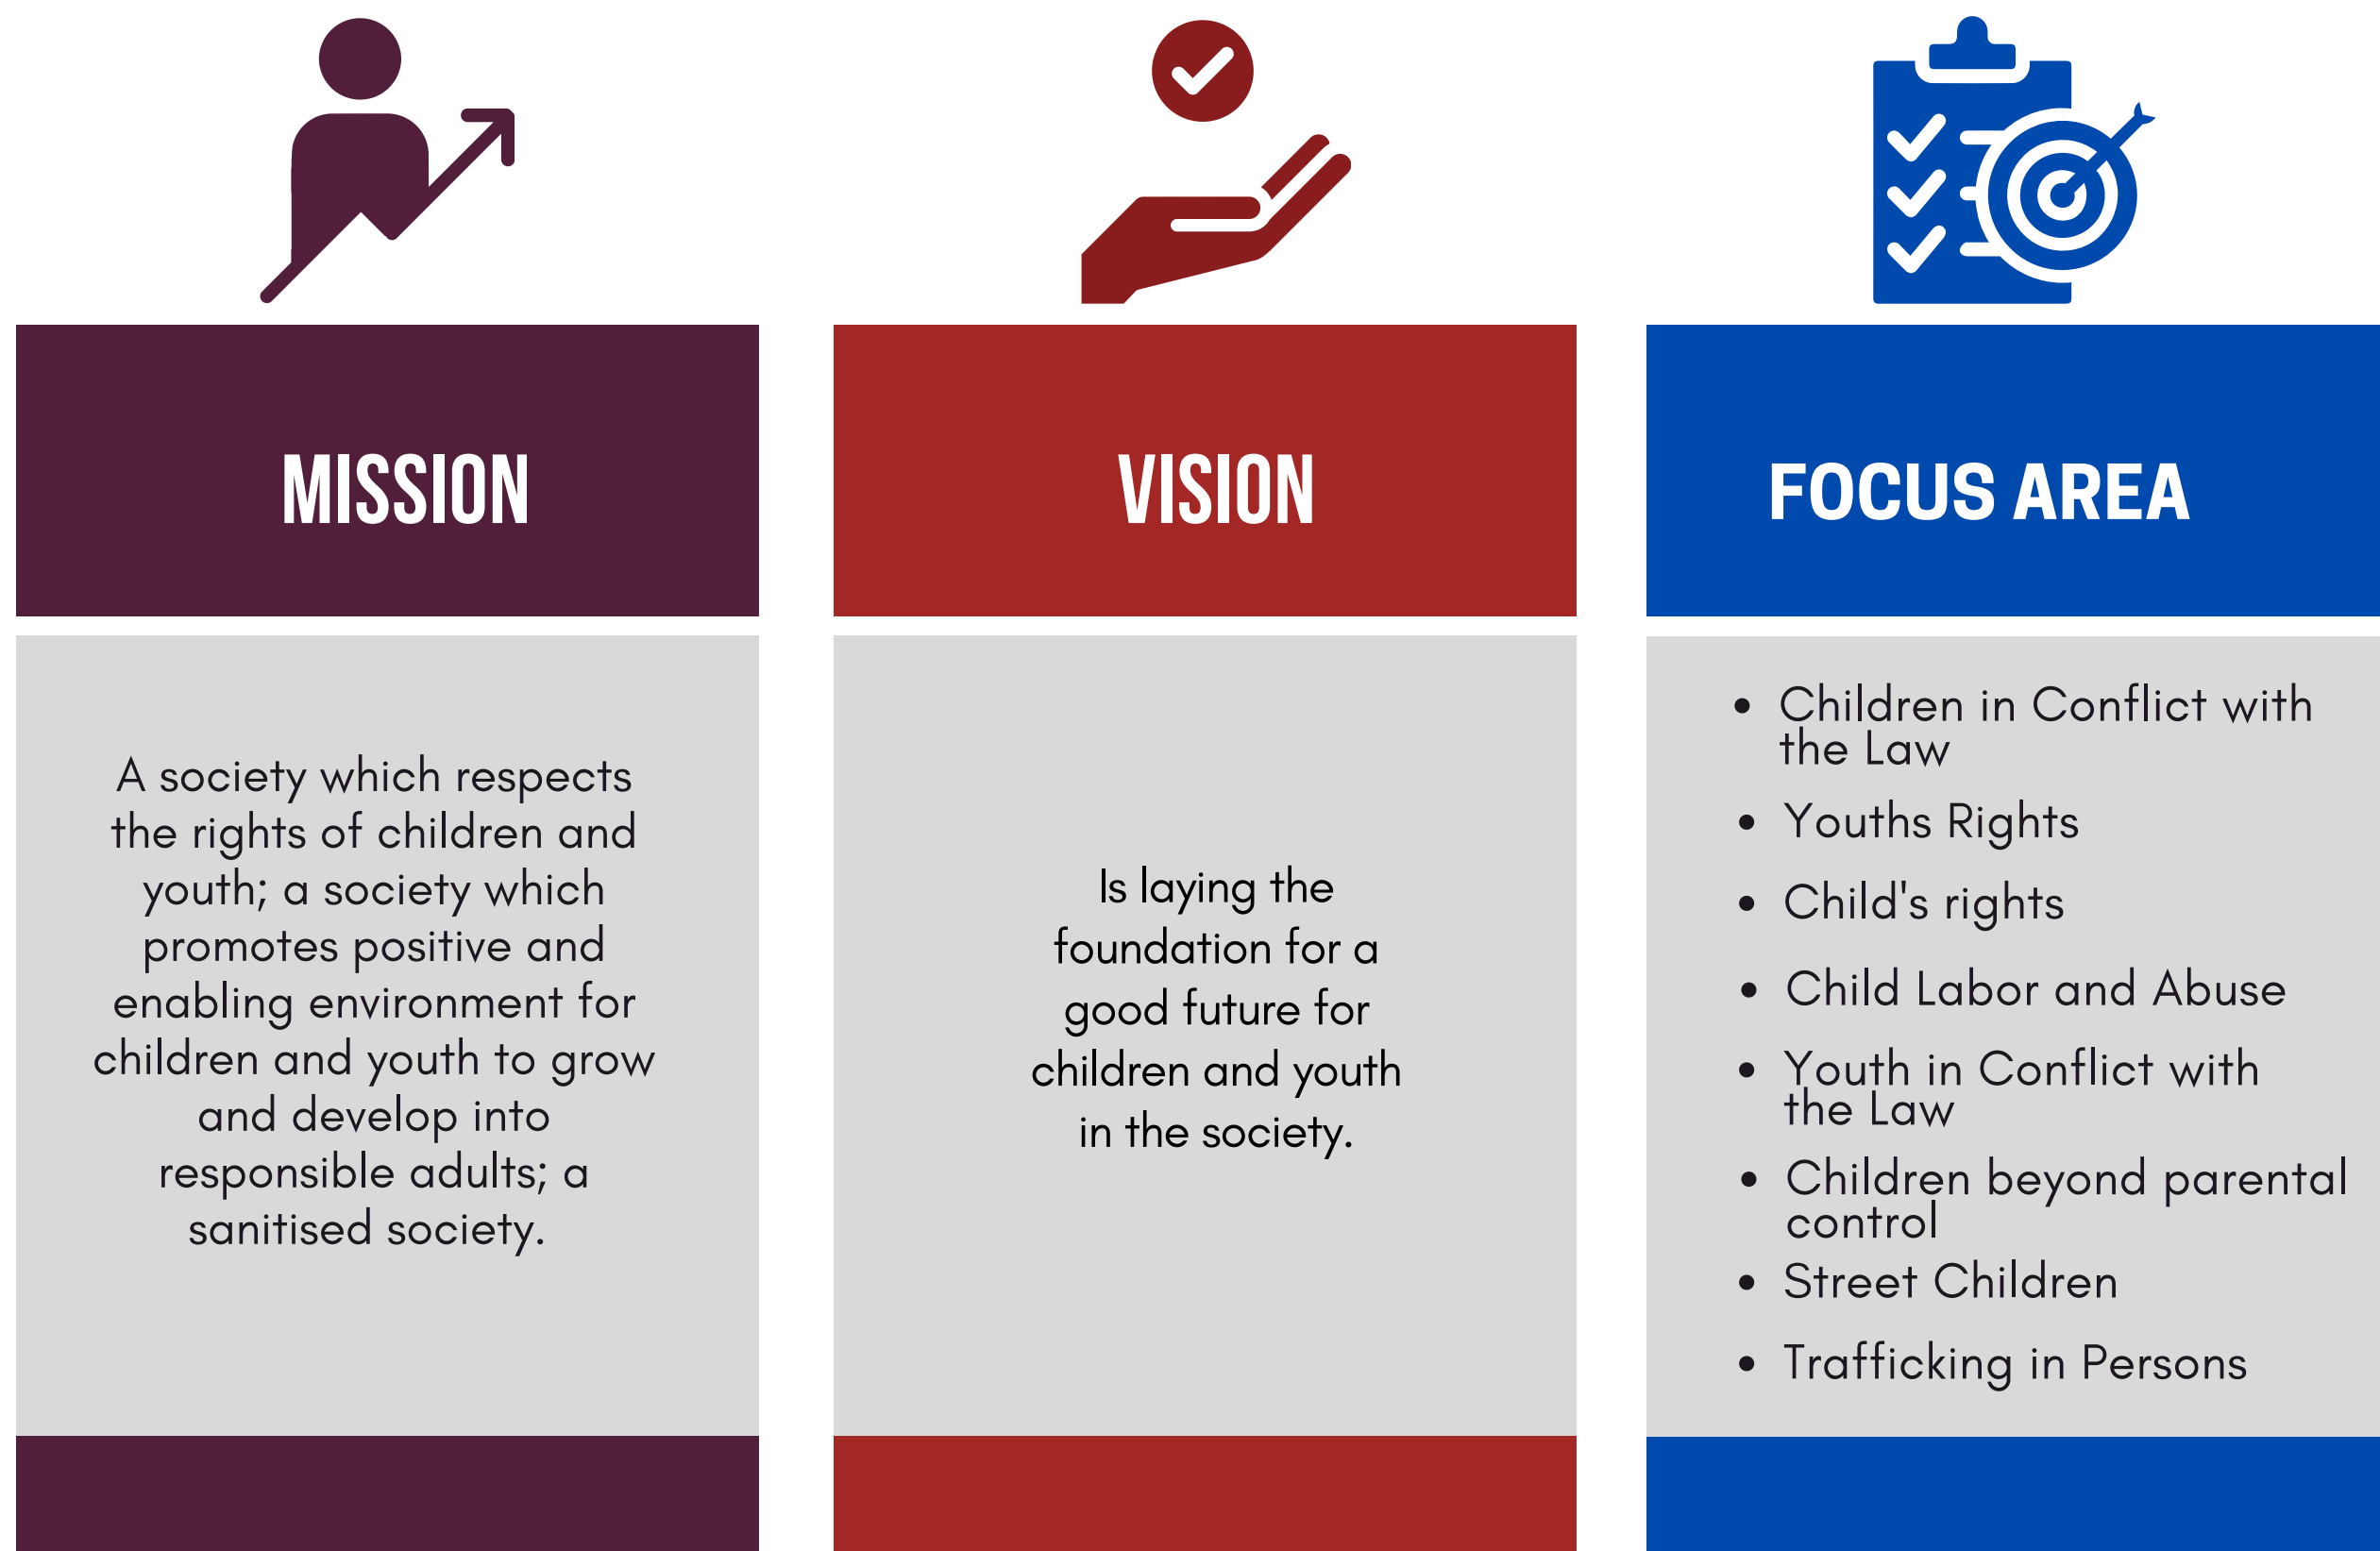 MISSION
A society which respects
the rights of children and
youth; a society which
promotes positive and
enabling environment for
children and youth to grow
and develop into
responsible adults; a
sanitised society.
VISION
Is laying the
foundation for a
good future for
children and youth
in the society.
FOCUS AREA
• Children in Conflict with
the Law
• Youths Rights
• Child's rights
• Child Labor and Abuse
• Youth in Conflict with
the Law
• Children beyond parental
control
• Street Children
• Trafficking in Persons